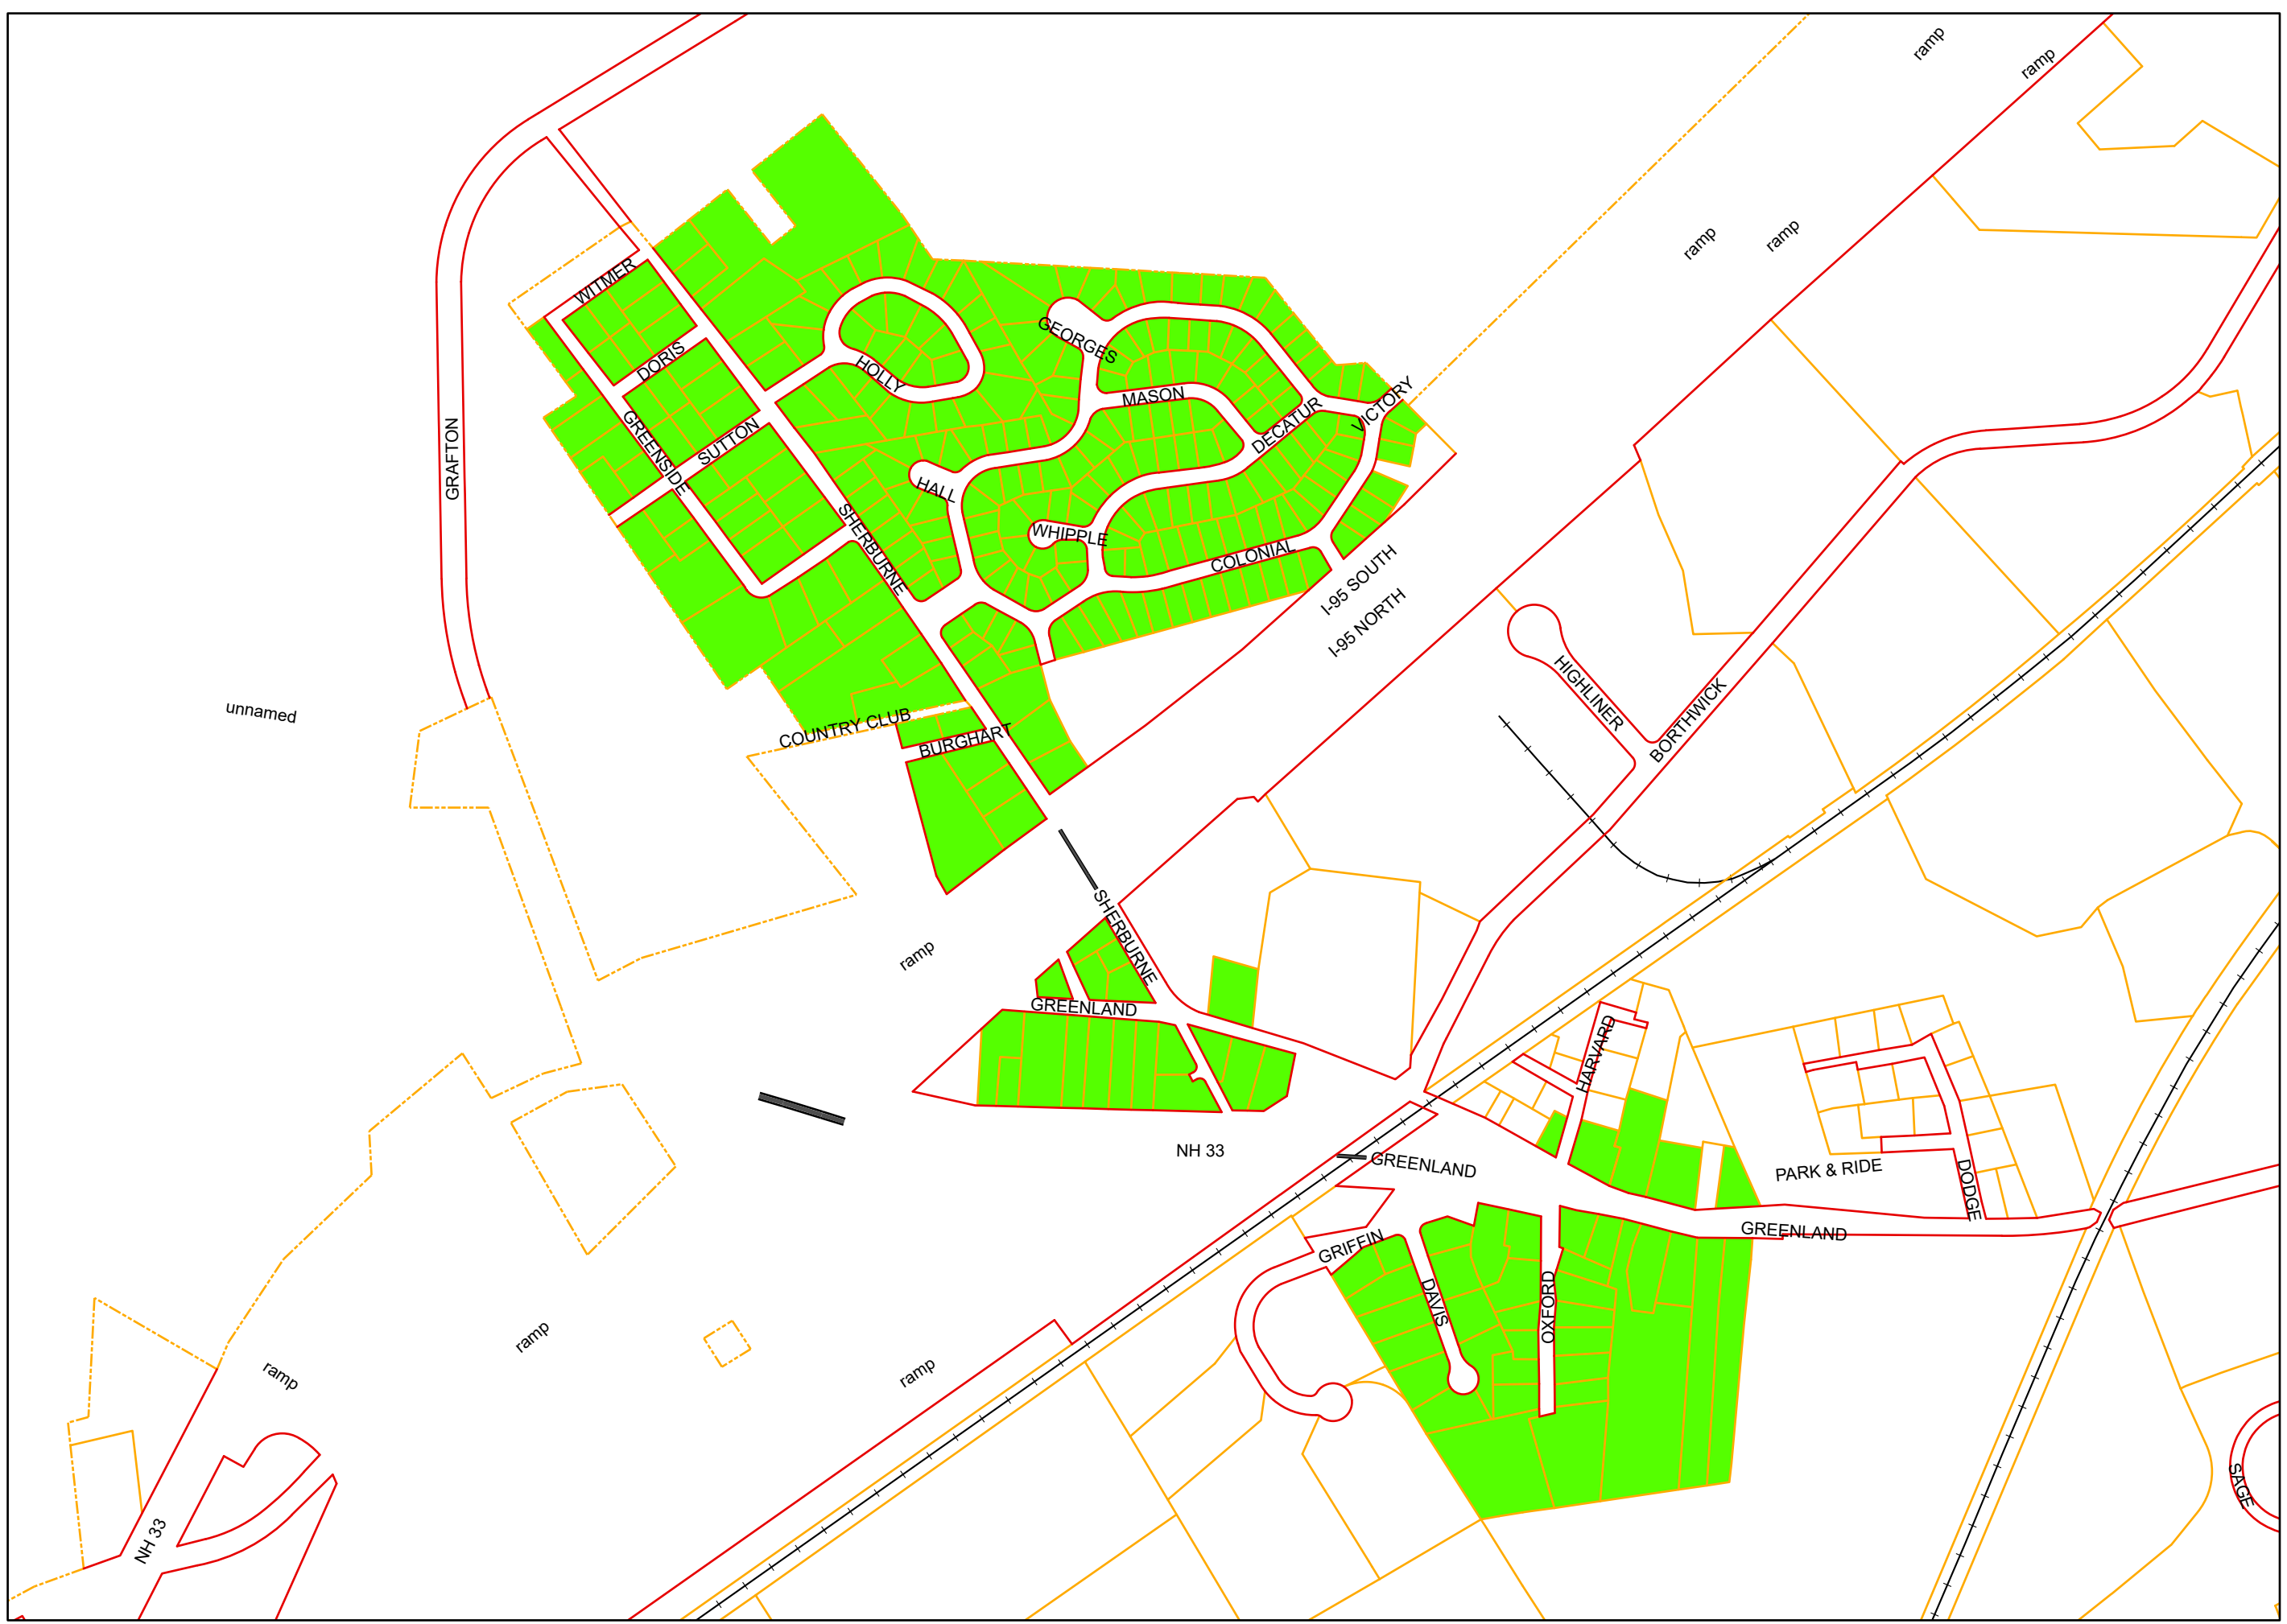 ramp
ramp
ramp
ramp
WITMER
GEORGES
DORIS
HOLLY
MASON
VICTORY
DECATUR
GREENSIDE
SUTTON
GRAFTON
HALL
SHERBURNE
WHIPPLE
COLONIAL
I-95 SOUTH
I-95 NORTH
HIGHLINER
BORTHWICK
unnamed
COUNTRY CLUB
BURGHART
SHERBURNE
ramp
GREENLAND
HARVARD
NH 33
GREENLAND
PARK & RIDE
DODGE
GREENLAND
GRIFFIN
DAVIS
OXFORD
ramp
ramp
ramp
SAGE
NH 33